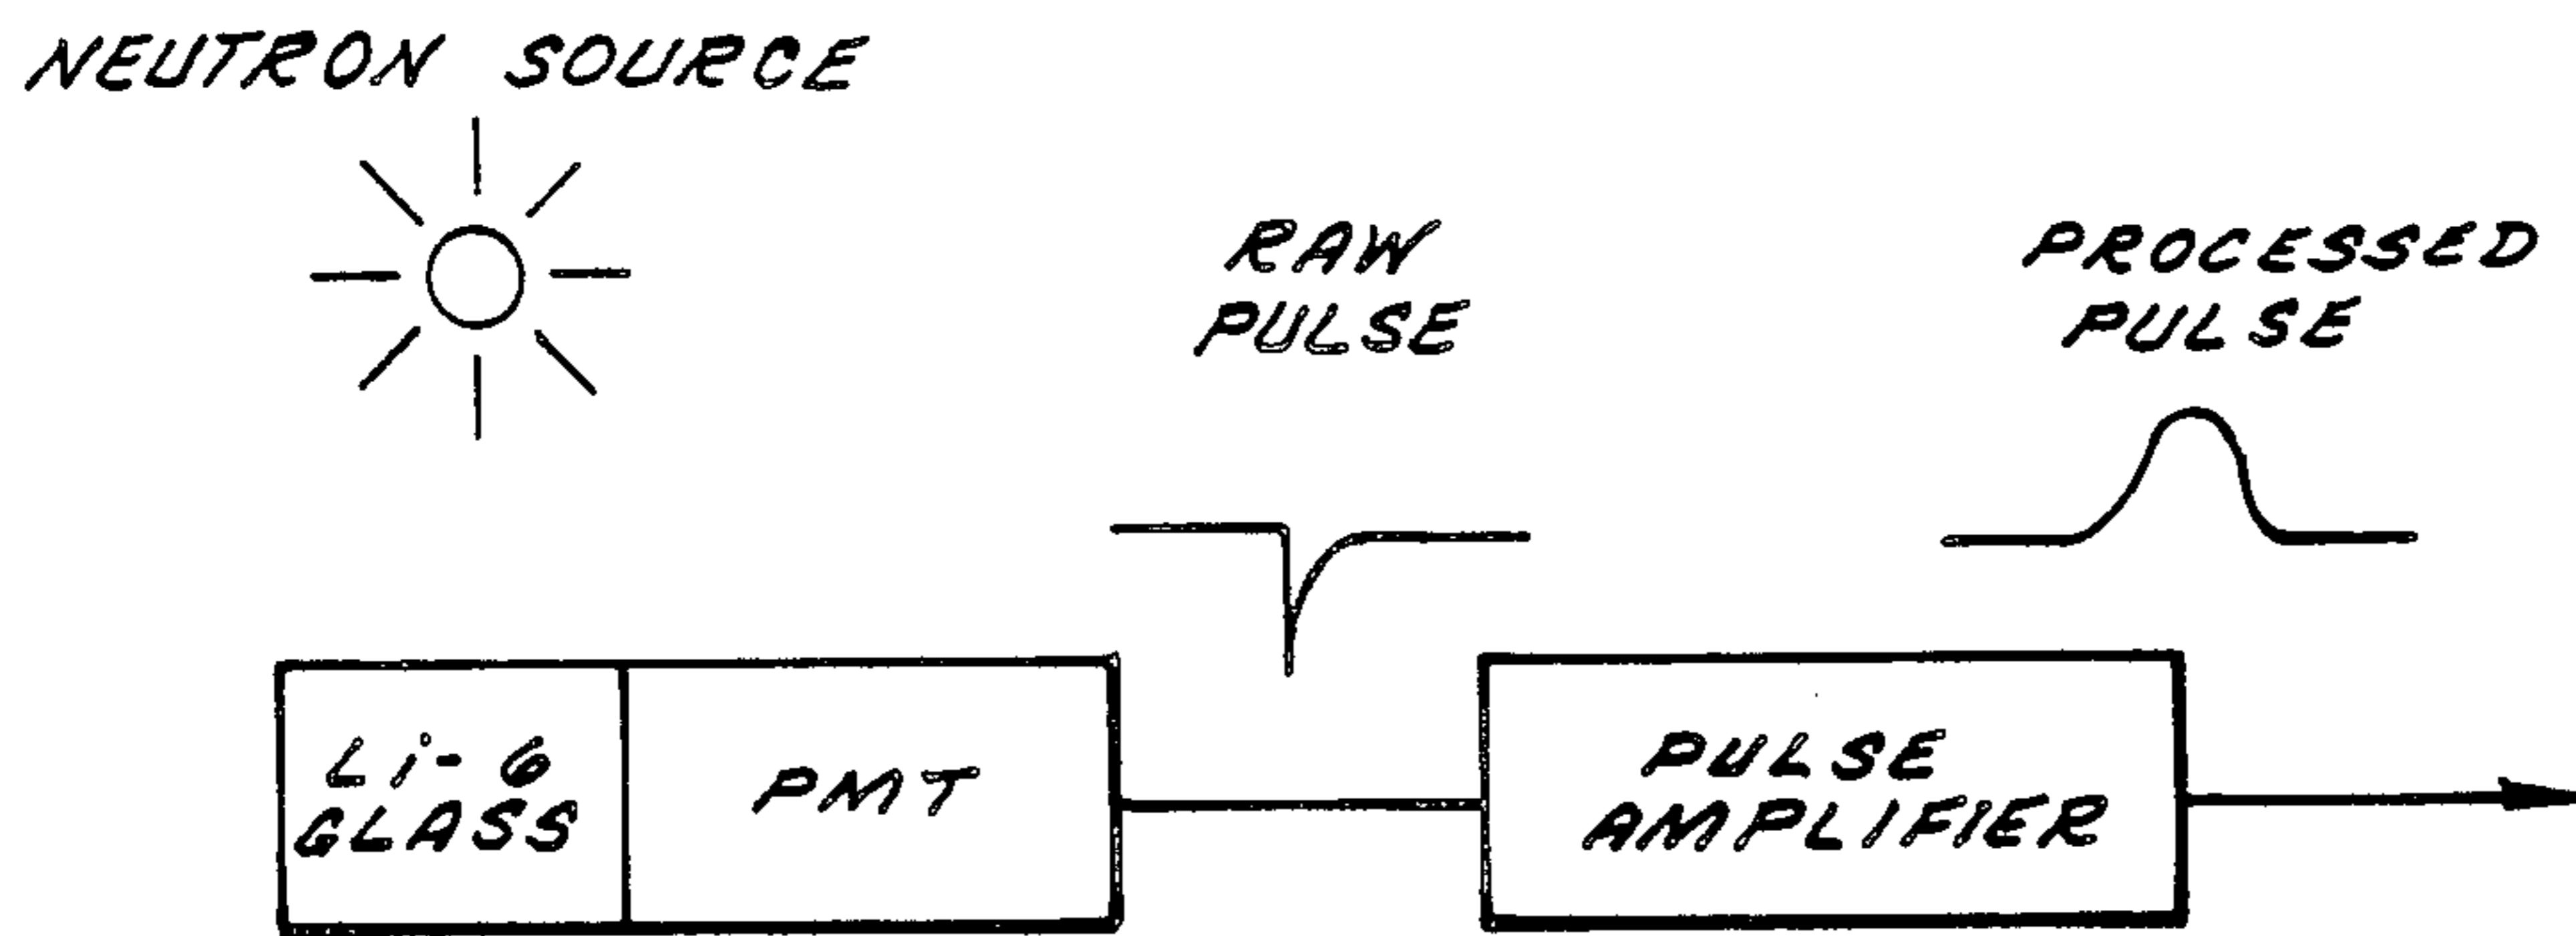 NEUTRON SOURCE
RAW
PULSE
PROCESSED
PULSE
Li-6
GLASS
PMT
PULSE
AMPLIFIER